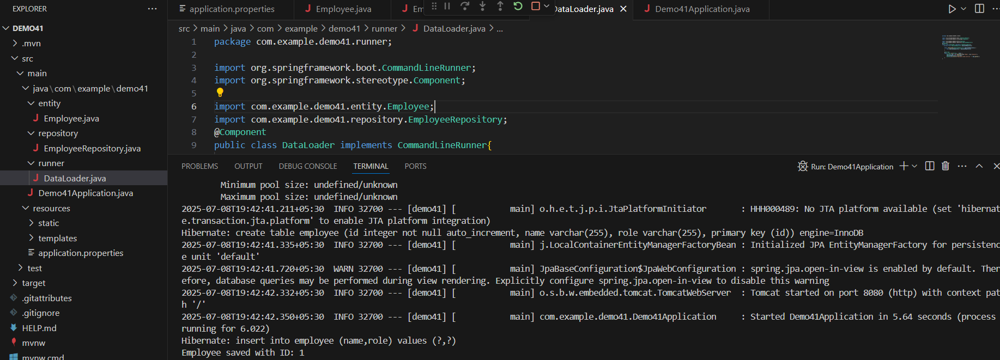 EXPLORER
DEMO41
.mvn
src
main
java\com\example\demo41
entity
Employee.java
repository
EmployeeRepository.java
runner
DataLoader.java
Demo41Application.java
resources
static
templates
application.properties
test
target
.gitattributes
.gitignore
HELP.md
mvnw
mvnw.cmd
application.properties
Employee.java
Em
DataLoader.java
Demo41Application.java
src > main > java > com > example > demo41 > runner > DataLoader.java > ...
1 package com.example.demo41.runner;
2
3 import org.springframework.boot.CommandLineRunner;
4 import org.springframework.stereotype.Component;
5
6 import com.example.demo41.entity.Employee;
7 import com.example.demo41.repository.EmployeeRepository;
8 @Component
9 public class DataLoader implements CommandLineRunner{
PROBLEMS OUTPUT DEBUG CONSOLE TERMINAL PORTS
Run: Demo41Application
Minimum pool size: undefined/unknown
Maximum pool size: undefined/unknown
2025-07-08T19:42:41.211+05:30  INFO 32700 --- [demo41] [           main] o.h.e.t.j.p.i.JtaPlatformInitiator       : HHH000489: No JTA platform available (set 'hibernat
e.transaction.jta.platform' to enable JTA platform integration)
Hibernate: create table employee (id integer not null auto_increment, name varchar(255), role varchar(255), primary key (id)) engine=InnoDB
2025-07-08T19:42:41.335+05:30  INFO 32700 --- [demo41] [           main] j.LocalContainerEntityManagerFactoryBean : Initialized JPA EntityManagerFactory for persistenc
e unit 'default'
2025-07-08T19:42:41.720+05:30  WARN 32700 --- [demo41] [           main] JpaBaseConfiguration$JpaWebConfiguration : spring.jpa.open-in-view is enabled by default. Ther
efore, database queries may be performed during view rendering. Explicitly configure spring.jpa.open-in-view to disable this warning
2025-07-08T19:42:42.332+05:30  INFO 32700 --- [demo41] [           main] o.s.b.w.embedded.tomcat.TomcatWebServer  : Tomcat started on port 8080 (http) with context pat
h '/'
2025-07-08T19:42:42.350+05:30  INFO 32700 --- [demo41] [           main] com.example.demo41.Demo41Application     : Started Demo41Application in 5.64 seconds (process
running for 6.022)
Hibernate: insert into employee (name,role) values (?,?)
Employee saved with ID: 1